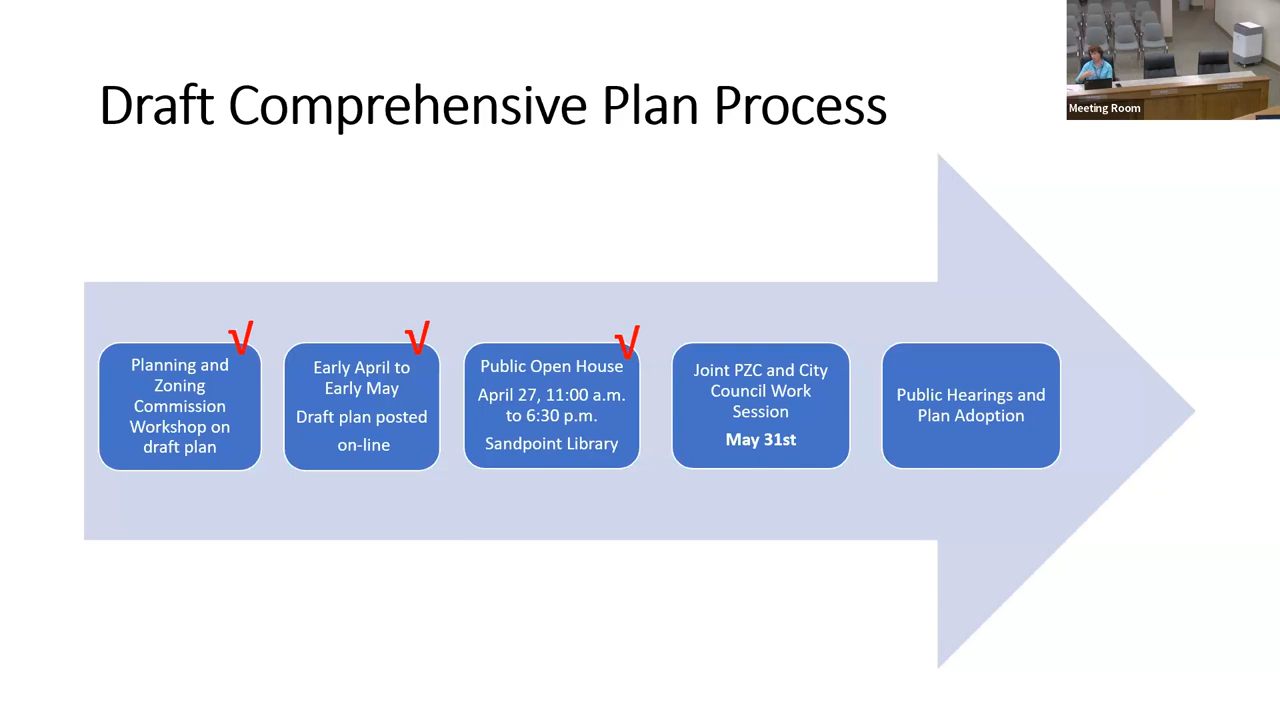 Draft Comprehensive Plan Process
Meeting Room
√
√
√
Planning and
Zoning
Commission
Workshop on
draft plan
Early April to
Early May
Draft plan posted
on-line
Public Open House
April 27, 11:00 a.m.
to 6:30 p.m.
Sandpoint Library
Joint PZC and City
Council Work
Session
May 31st
Public Hearings and
Plan Adoption